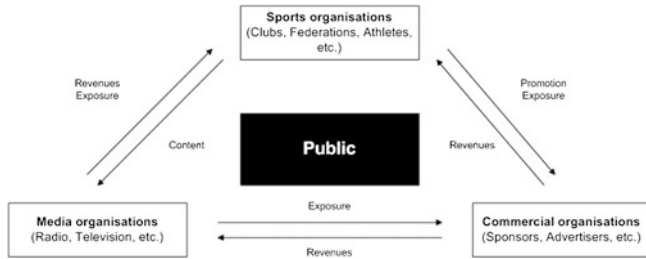 Sports organisations
(Clubs, Federations, Athletes,
etc.)
Revenues
Exposure
Promotion
Exposure
Content
Public
Revenues
Media organisations
(Radio, Television, etc.)
Exposure
Revenues
Commercial organisations
(Sponsors, Advertisers, etc.)